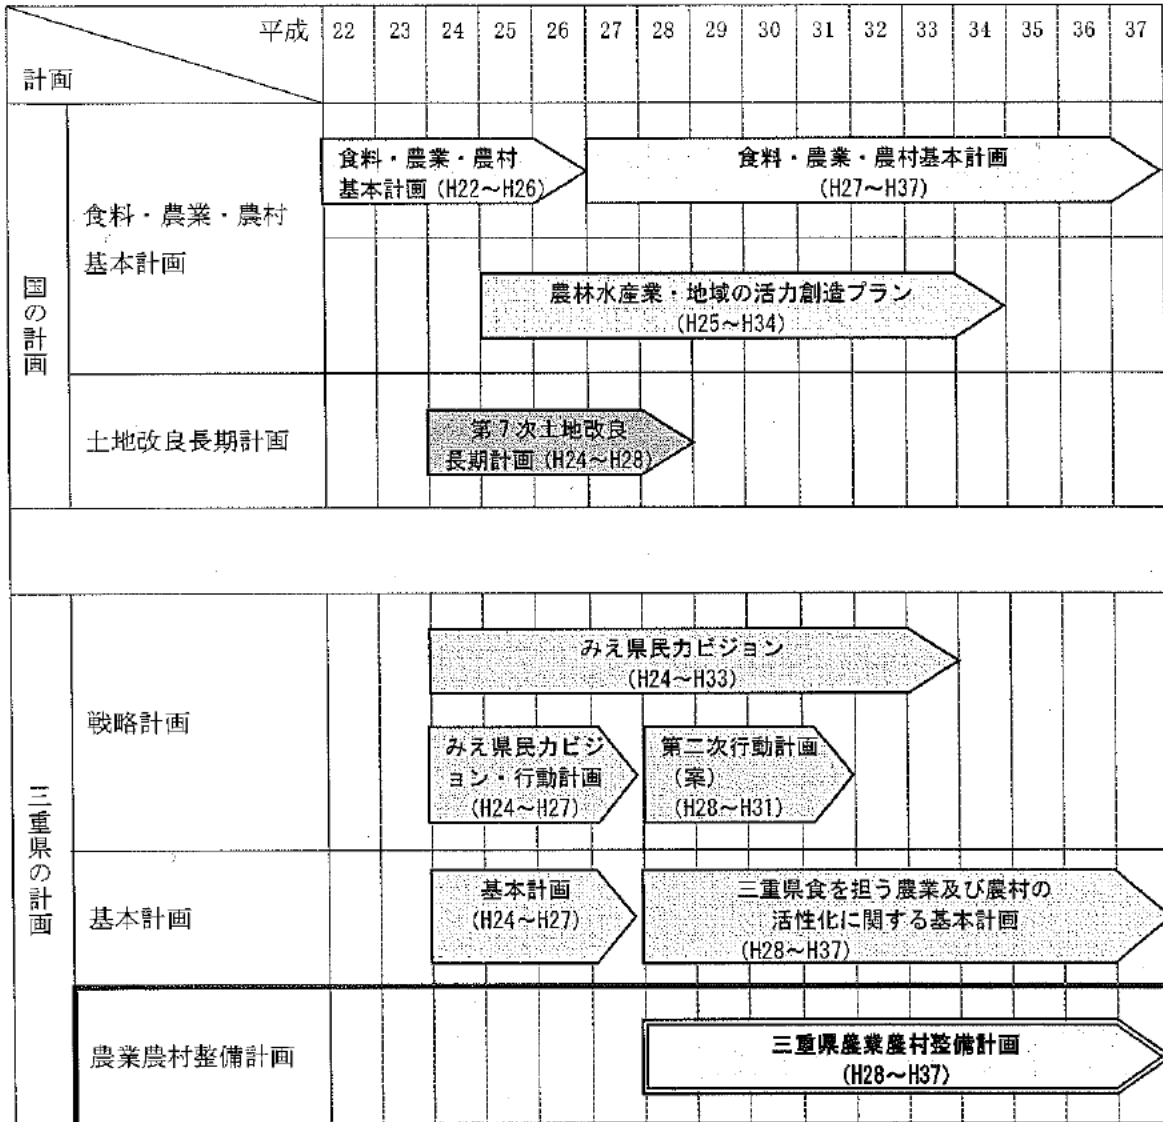 平成 22 23 24 25 26 27 28 29 30 31 32 33 34 35 36 37
計画
国の計画
食料・農業・農村
基本計画
食料・農業・農村
基本計画(H22～H26)
食料・農業・農村基本計画
(H27～H37)
農林水産業・地域の活力創造プラン
(H25～H34)
土地改良長期計画
第7次土地改良
長期計画(H24～H28)
三重県の計画
戦略計画
みえ県民力ビジョン
(H24～H33)
みえ県民力ビジ
ョン・行動計画
(H24～H27)
第二次行動計画
(案)
(H28～H31)
基本計画
基本計画
(H24～H27)
三重県食を担う農業及び農村の
活性化に関する基本計画
(H28～H37)
農業農村整備計画
三重県農業農村整備計画
(H28～H37)